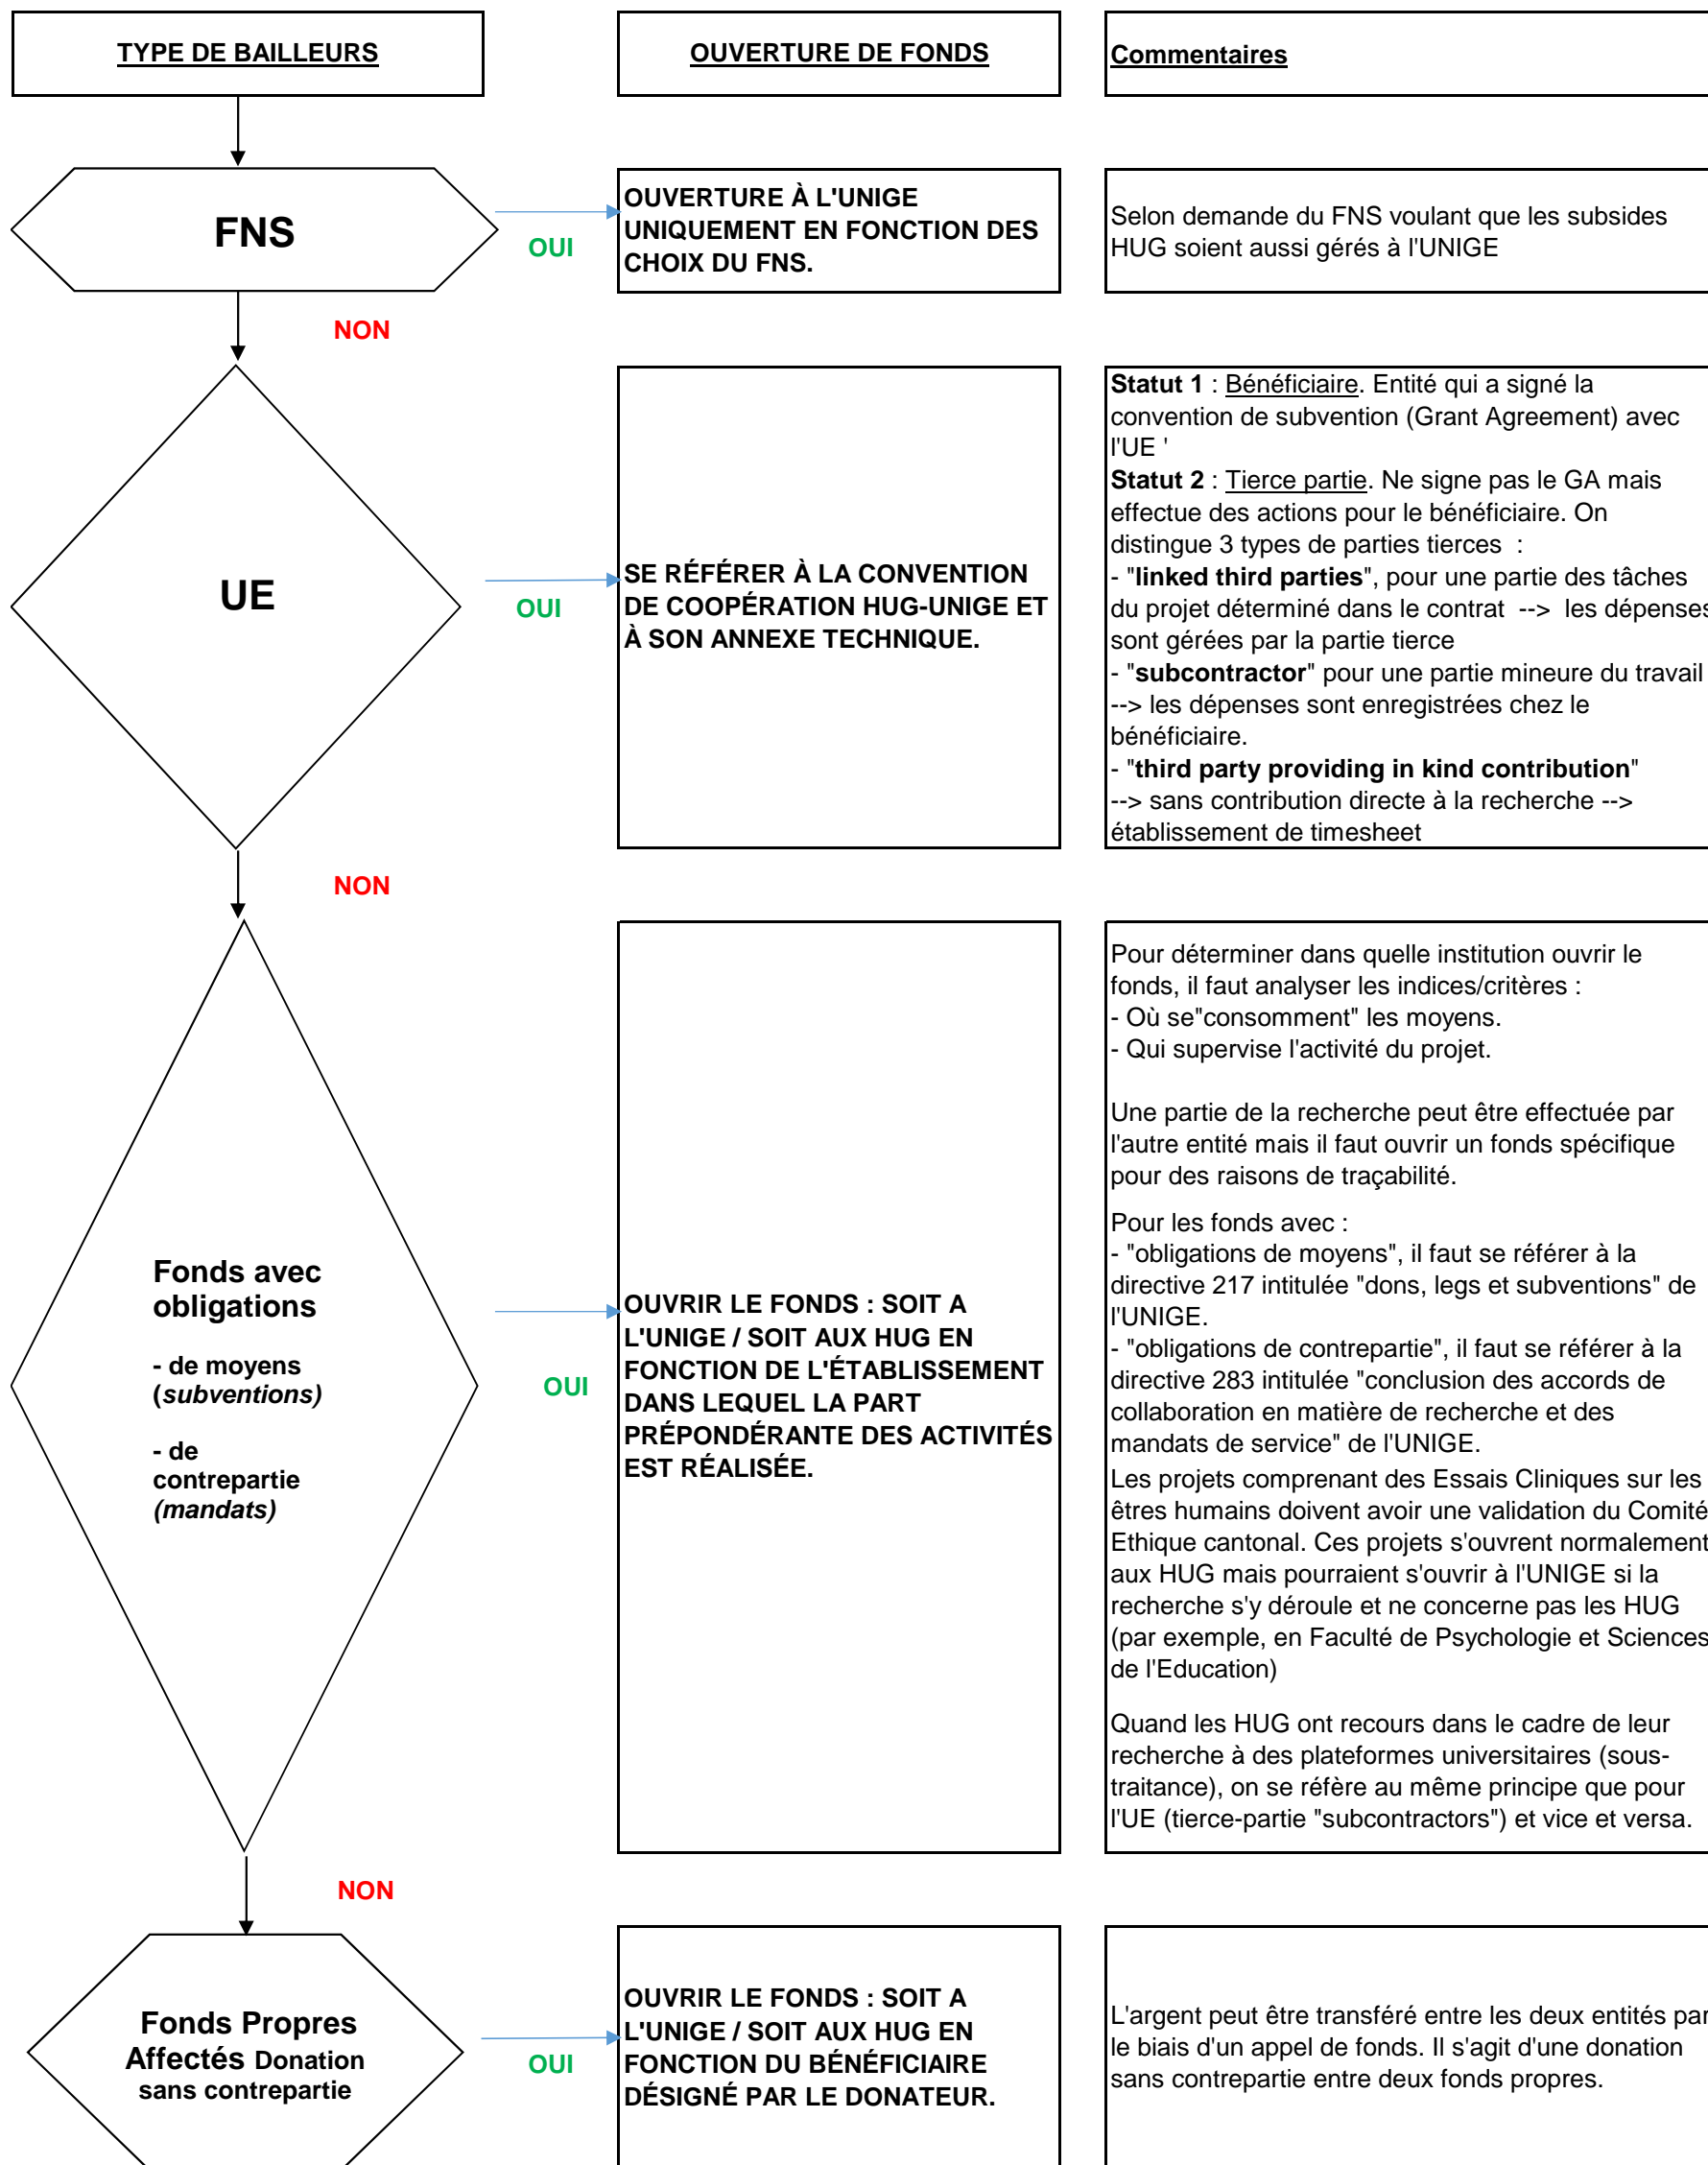 TYPE DE BAILLEURS
OUVERTURE DE FONDS
Commentaires
FNS
OUI
OUVERTURE À L'UNIGE
UNIQUEMENT EN FONCTION DES
CHOIX DU FNS.
Selon demande du FNS voulant que les subsides
HUG soient aussi gérés à l'UNIGE
NON
UE
OUI
SE RÉFÉRER À LA CONVENTION
DE COOPÉRATION HUG-UNIGE ET
À SON ANNEXE TECHNIQUE.
Statut 1 : Bénéficiaire. Entité qui a signé la
convention de subvention (Grant Agreement) avec
l'UE '
Statut 2 : Tierce partie. Ne signe pas le GA mais
effectue des actions pour le bénéficiaire. On
distingue 3 types de parties tierces :
- "linked third parties", pour une partie des tâches
du projet déterminé dans le contrat --> les dépenses
sont gérées par la partie tierce
- "subcontractor" pour une partie mineure du travail
--> les dépenses sont enregistrées chez le
bénéficiaire.
- "third party providing in kind contribution"
--> sans contribution directe à la recherche -->
établissement de timesheet
NON
Fonds avec
obligations
- de moyens
(subventions)
- de
contrepartie
(mandats)
OUI
OUVRIR LE FONDS : SOIT A
L'UNIGE / SOIT AUX HUG EN
FONCTION DE L'ÉTABLISSEMENT
DANS LEQUEL LA PART
PRÉPONDÉRANTE DES ACTIVITÉS
EST RÉALISÉE.
Pour déterminer dans quelle institution ouvrir le
fonds, il faut analyser les indices/critères :
- Où se"consomment" les moyens.
- Qui supervise l'activité du projet.
Une partie de la recherche peut être effectuée par
l'autre entité mais il faut ouvrir un fonds spécifique
pour des raisons de traçabilité.
Pour les fonds avec :
- "obligations de moyens", il faut se référer à la
directive 217 intitulée "dons, legs et subventions" de
l'UNIGE.
- "obligations de contrepartie", il faut se référer à la
directive 283 intitulée "conclusion des accords de
collaboration en matière de recherche et des
mandats de service" de l'UNIGE.
Les projets comprenant des Essais Cliniques sur les
êtres humains doivent avoir une validation du Comité
Ethique cantonal. Ces projets s'ouvrent normalement
aux HUG mais pourraient s'ouvrir à l'UNIGE si la
recherche s'y déroule et ne concerne pas les HUG
(par exemple, en Faculté de Psychologie et Sciences
de l'Education)
Quand les HUG ont recours dans le cadre de leur
recherche à des plateformes universitaires (sous-
traitance), on se réfère au même principe que pour
l'UE (tierce-partie "subcontractors") et vice et versa.
NON
Fonds Propres
Affectés Donation
sans contrepartie
OUI
OUVRIR LE FONDS : SOIT A
L'UNIGE / SOIT AUX HUG EN
FONCTION DU BÉNÉFICIAIRE
DÉSIGNÉ PAR LE DONATEUR.
L'argent peut être transféré entre les deux entités par
le biais d'un appel de fonds. Il s'agit d'une donation
sans contrepartie entre deux fonds propres.